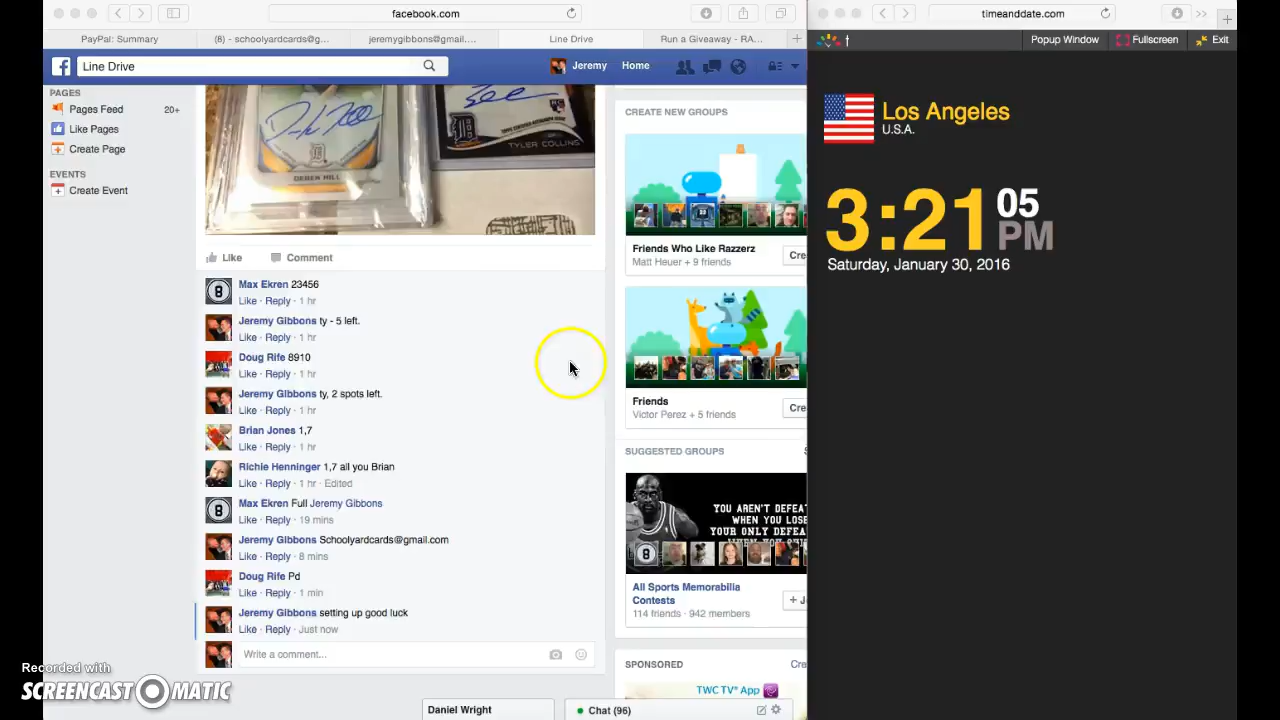 facebook.com
PayPal: Summary
(8) - schoolyardcards@g...
jeremygibbons@gmail....
Line Drive
Run a Giveaway - RA...
Line Drive
Jeremy
Home
PAGES
Pages Feed 20+
Like Pages
Create Page
EVENTS
Create Event
DEREK HILL
TYLER COLLINS
Like Comment
Max Ekren 23456
Like · Reply · 1 hr
Jeremy Gibbons ty - 5 left.
Like · Reply · 1 hr
Doug Rife 8910
Like · Reply · 1 hr
Jeremy Gibbons ty, 2 spots left.
Like · Reply · 1 hr
Brian Jones 1,7
Like · Reply · 1 hr
Richie Henninger 1,7 all you Brian
Like · Reply · 1 hr · Edited
Max Ekren Full Jeremy Gibbons
Like · Reply · 19 mins
Jeremy Gibbons Schoolyardcards@gmail.com
Like · Reply · 8 mins
Doug Rife Pd
Like · Reply · 1 min
Jeremy Gibbons setting up good luck
Like · Reply · Just now
Write a comment...
CREATE NEW GROUPS
Friends Who Like Razzerz
Matt Heuer + 9 friends
Cre
Friends
Victor Perez + 5 friends
Cre
SUGGESTED GROUPS
S
YOU AREN'T DEFEA
WHEN YOU LOSE
YOUR ONLY DEFEA
8
All Sports Memorabilia
Contests
114 friends · 942 members
+ Jo
SPONSORED
Cre
TWC TV® App
Daniel Wright
Chat (96)
timeanddate.com
Popup Window
Fullscreen
Exit
Los Angeles
U.S.A.
3:21 05 PM
Saturday, January 30, 2016
Recorded with
SCREENCAST-O-MATIC